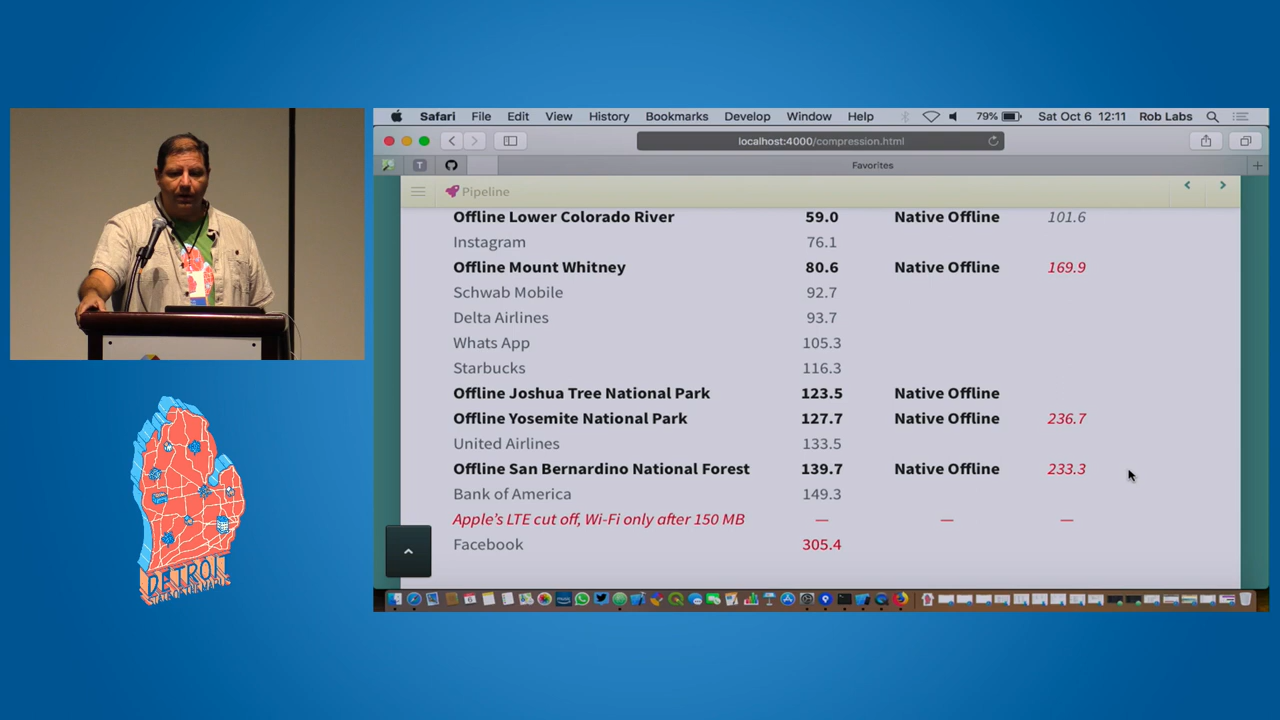 Safari File Edit View History Bookmarks Develop Window Help 79% Sat Oct 6 12:11 Rob Labs
localhost:4000/compression.html
T Favorites
Pipeline
Offline Lower Colorado River 59.0 Native Offline 101.6
Instagram 76.1
Offline Mount Whitney 80.6 Native Offline 169.9
Schwab Mobile 92.7
Delta Airlines 93.7
Whats App 105.3
Starbucks 116.3
Offline Joshua Tree National Park 123.5 Native Offline
Offline Yosemite National Park 127.7 Native Offline 236.7
United Airlines 133.5
Offline San Bernardino National Forest 139.7 Native Offline 233.3
Bank of America 149.3
Apple's LTE cut off, Wi-Fi only after 150 MB — — —
Facebook 305.4
DETROIT